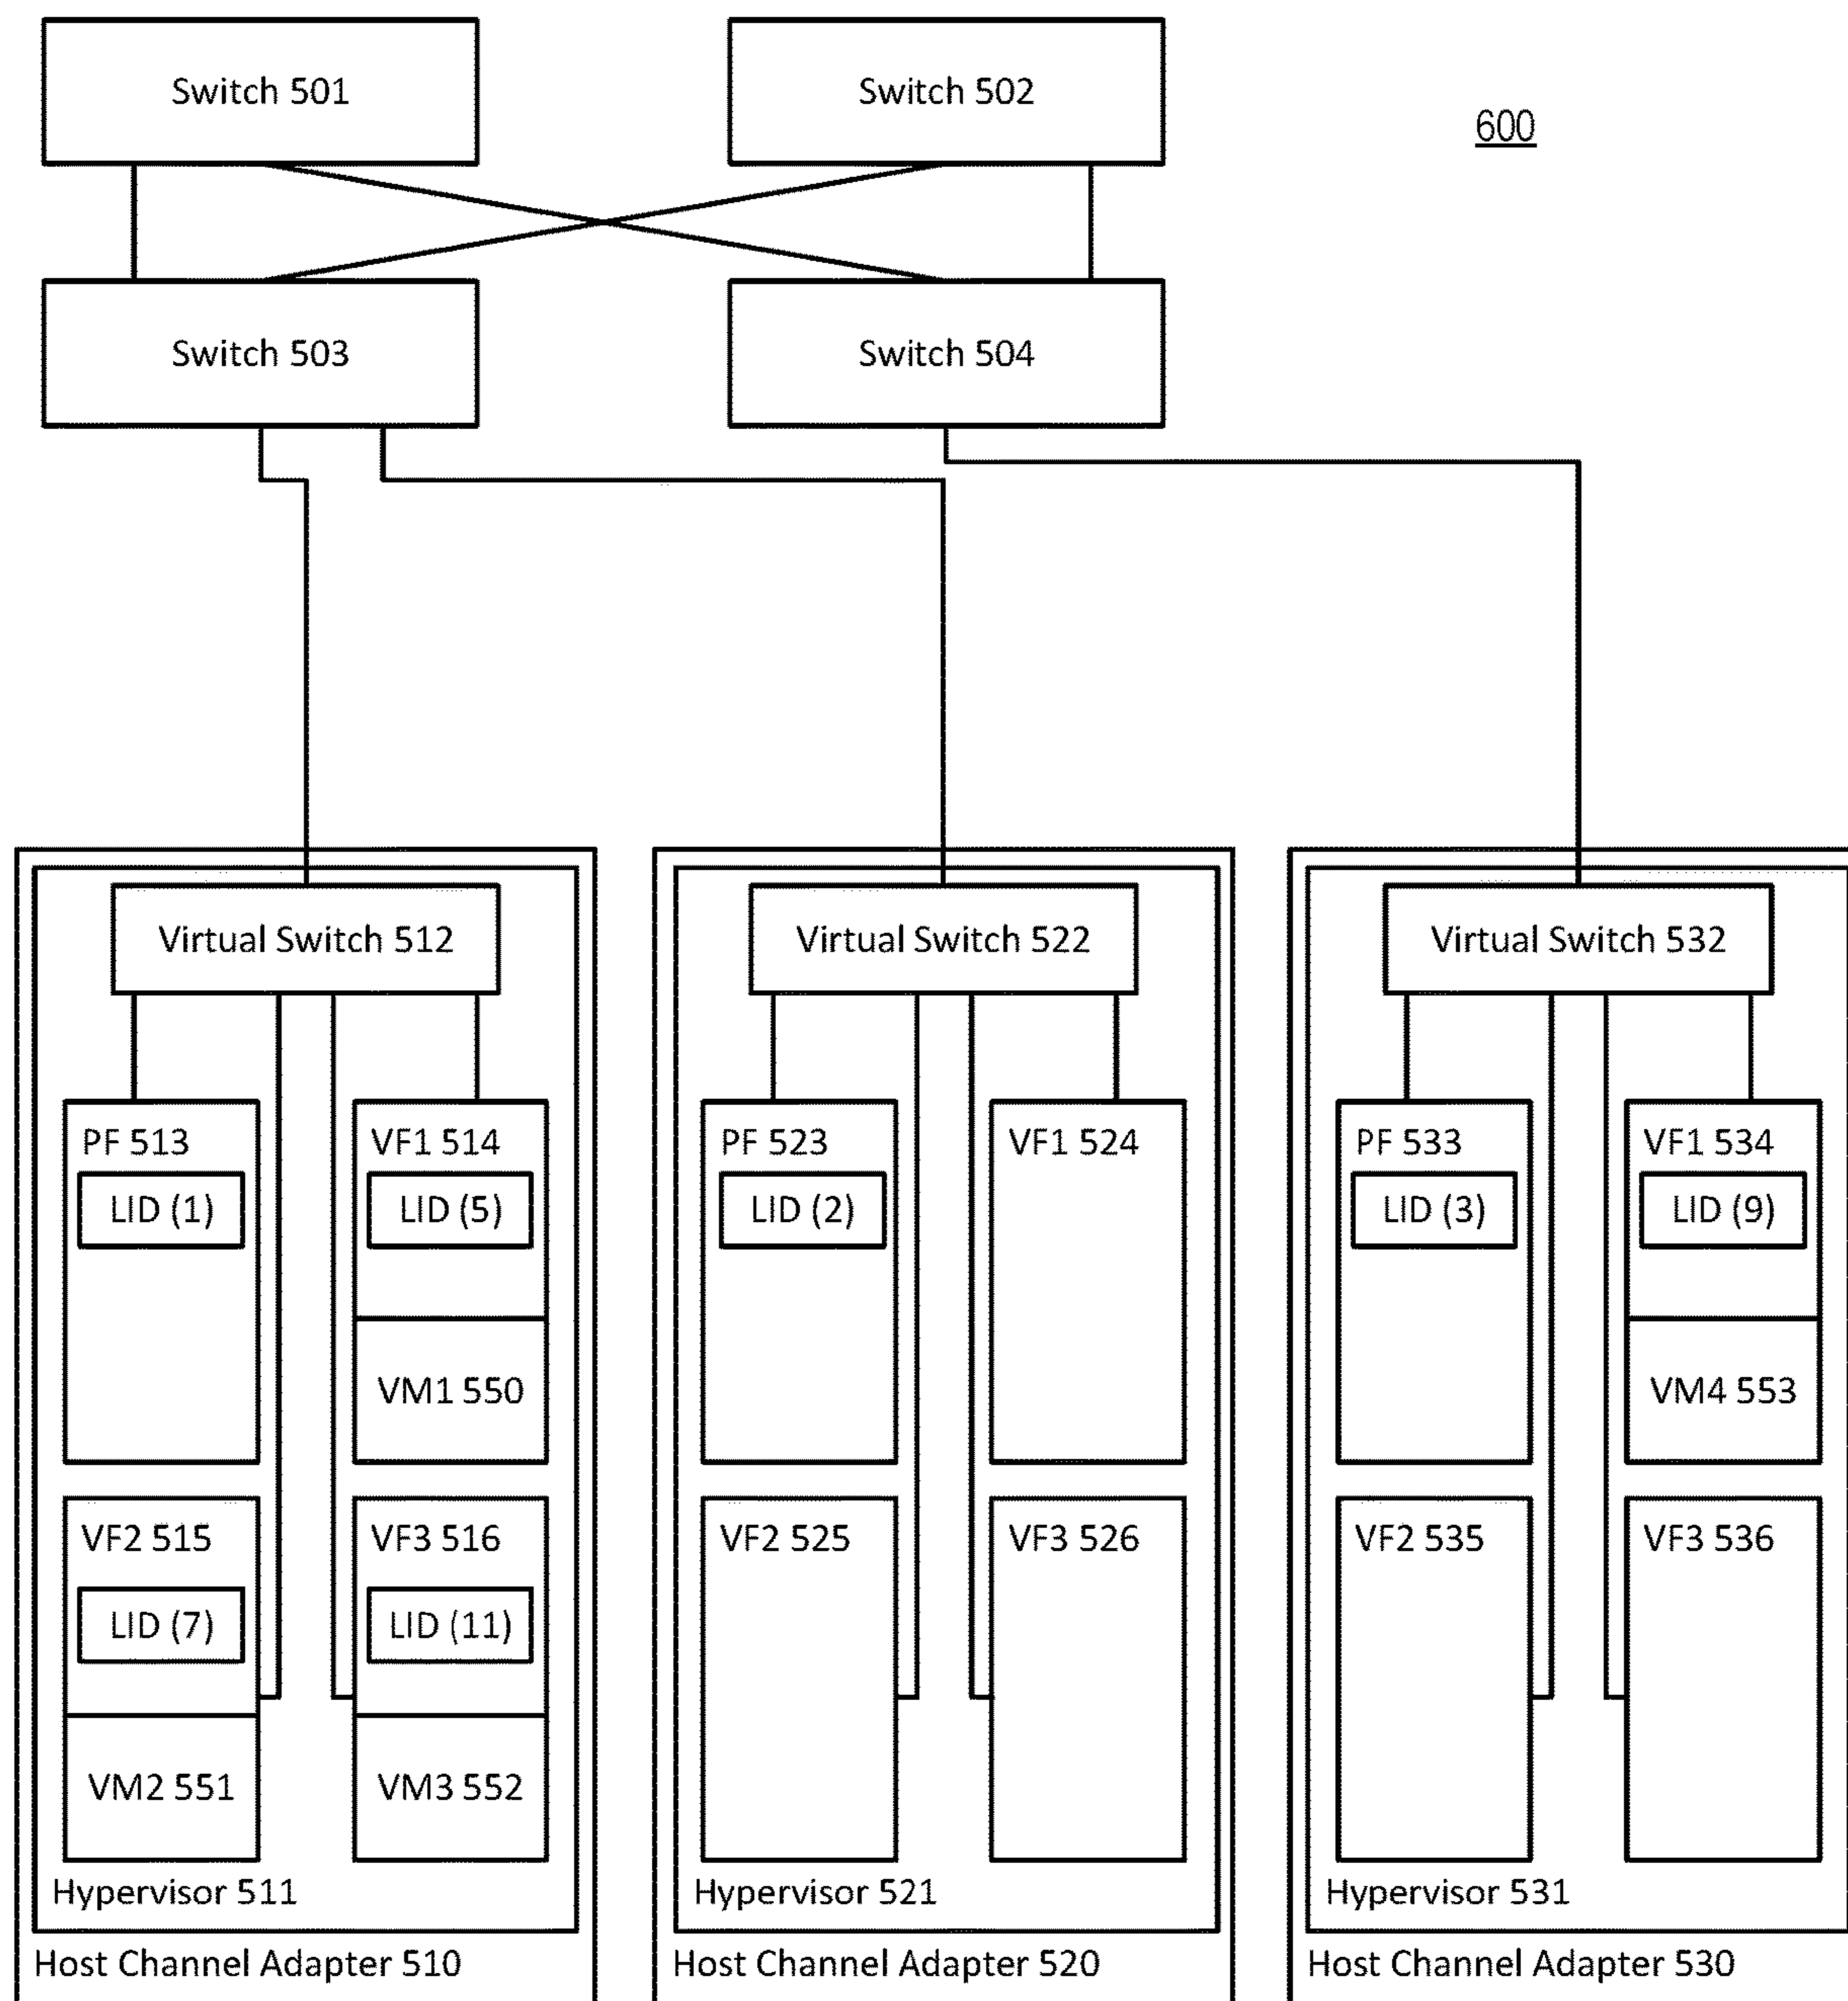 Switch 501
Switch 502
600
Switch 503
Switch 504
Virtual Switch 512
Virtual Switch 522
Virtual Switch 532
PF 513
LID (1)
VF1 514
LID (5)
VM1 550
VF2 515
LID (7)
VM2 551
VF3 516
LID (11)
VM3 552
Hypervisor 511
Host Channel Adapter 510
PF 523
LID (2)
VF1 524
VF2 525
VF3 526
Hypervisor 521
Host Channel Adapter 520
PF 533
LID (3)
VF1 534
LID (9)
VM4 553
VF2 535
VF3 536
Hypervisor 531
Host Channel Adapter 530